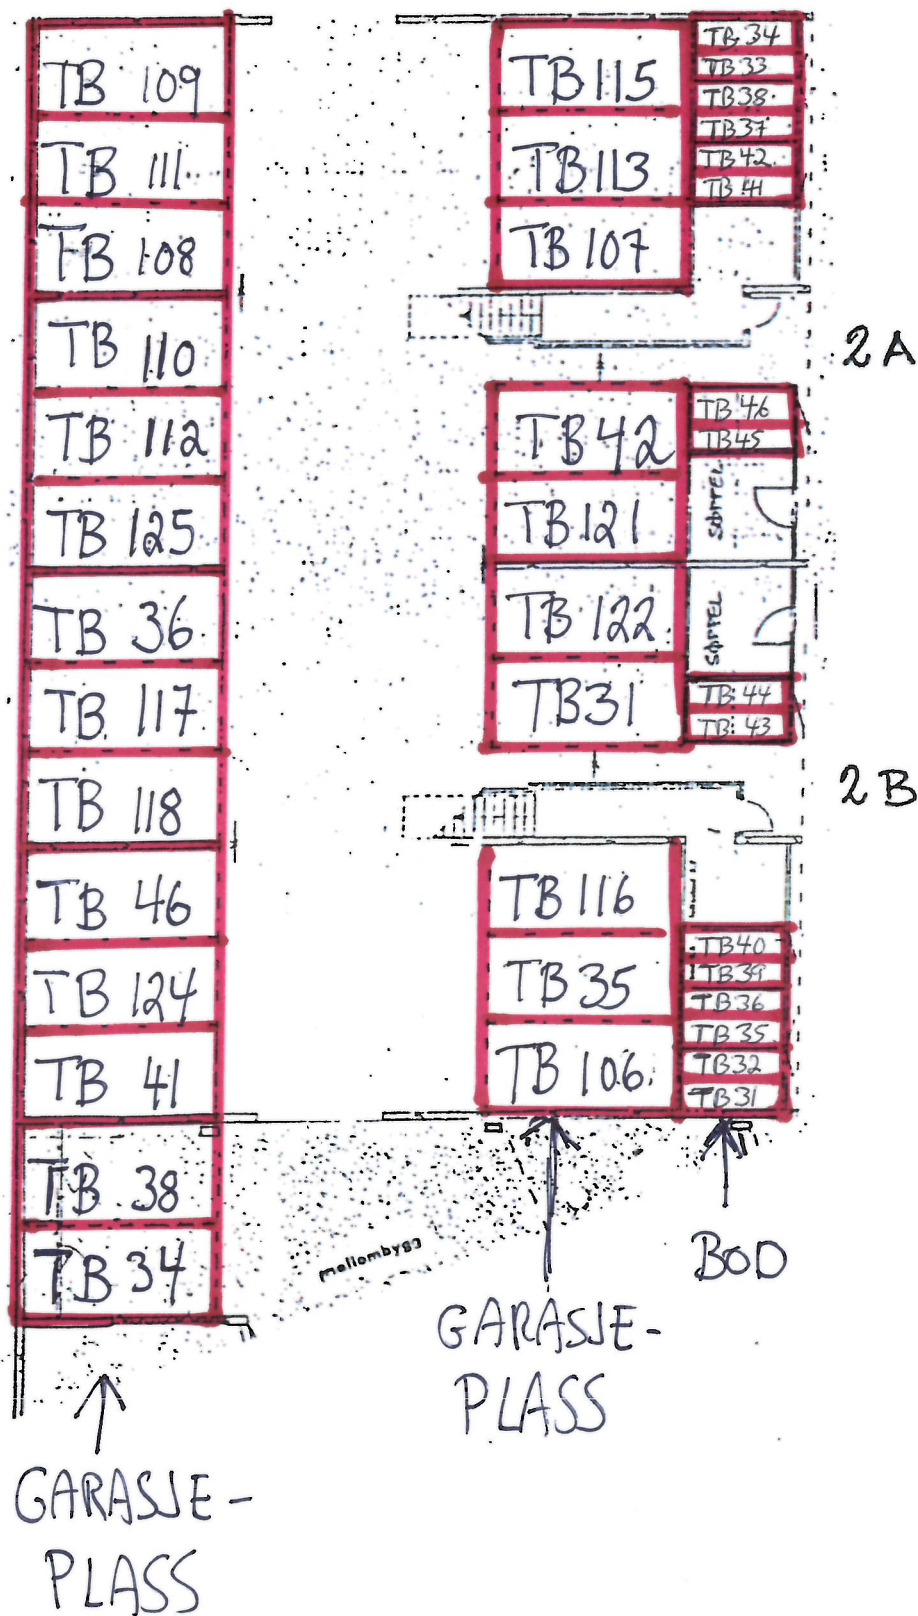 TB 109
TB 111
TB 108
TB 110
TB 112
TB 125
TB 36
TB 117
TB 118
TB 46
TB 124
TB 41
TB 38
TB 34
GARASJE-
PLASS
TB 115
TB 113
TB 107
TB 42
TB 121
TB 122
TB 31
TB 116
TB 35
TB 106
mellombygg
GARASJE-
PLASS
TB 34
TB 33
TB 38
TB 37
TB 42
TB 41
2A
TB 46
TB 45
SØPPEL
SØPPEL
TB 44
TB 43
2B
TB 40
TB 39
TB 36
TB 35
TB 32
TB 31
BOD